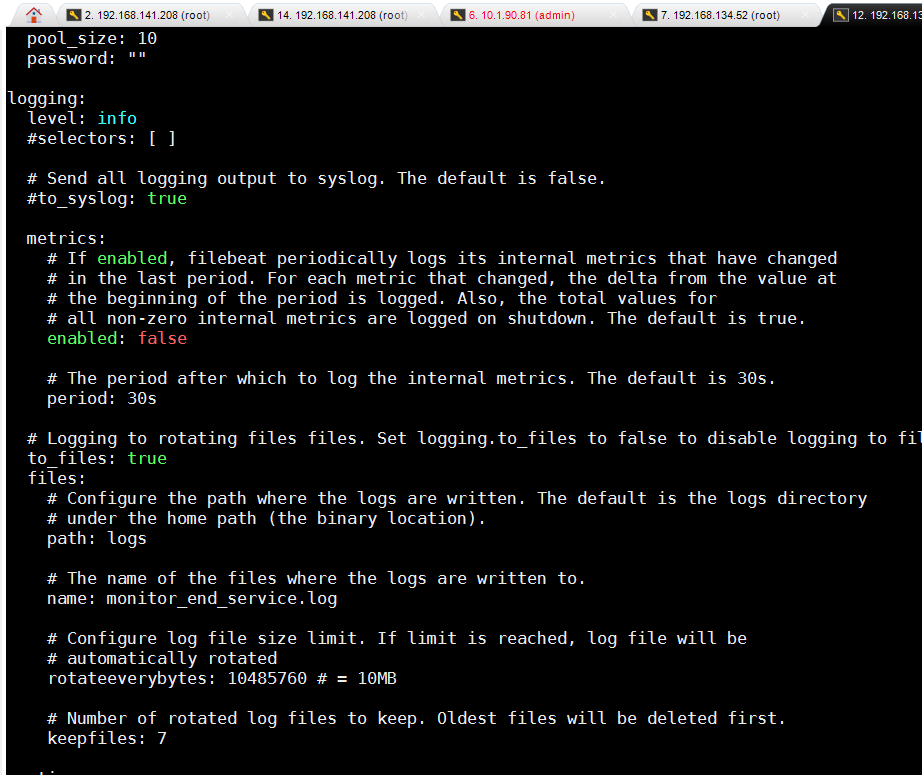 2. 192.168.141.208 (root)
14. 192.168.141.208 (root)
6. 10.1.90.81 (admin)
7. 192.168.134.52 (root)
12. 192.168.13
pool_size: 10
password: ""
logging:
level: info
#selectors: [ ]
# Send all logging output to syslog. The default is false.
#to_syslog: true
metrics:
# If enabled, filebeat periodically logs its internal metrics that have changed
# in the last period. For each metric that changed, the delta from the value at
# the beginning of the period is logged. Also, the total values for
# all non-zero internal metrics are logged on shutdown. The default is true.
enabled: false
# The period after which to log the internal metrics. The default is 30s.
period: 30s
# Logging to rotating files files. Set logging.to_files to false to disable logging to fil
to_files: true
files:
# Configure the path where the logs are written. The default is the logs directory
# under the home path (the binary location).
path: logs
# The name of the files where the logs are written to.
name: monitor_end_service.log
# Configure log file size limit. If limit is reached, log file will be
# automatically rotated
rotateeverybytes: 10485760 # = 10MB
# Number of rotated log files to keep. Oldest files will be deleted first.
keepfiles: 7